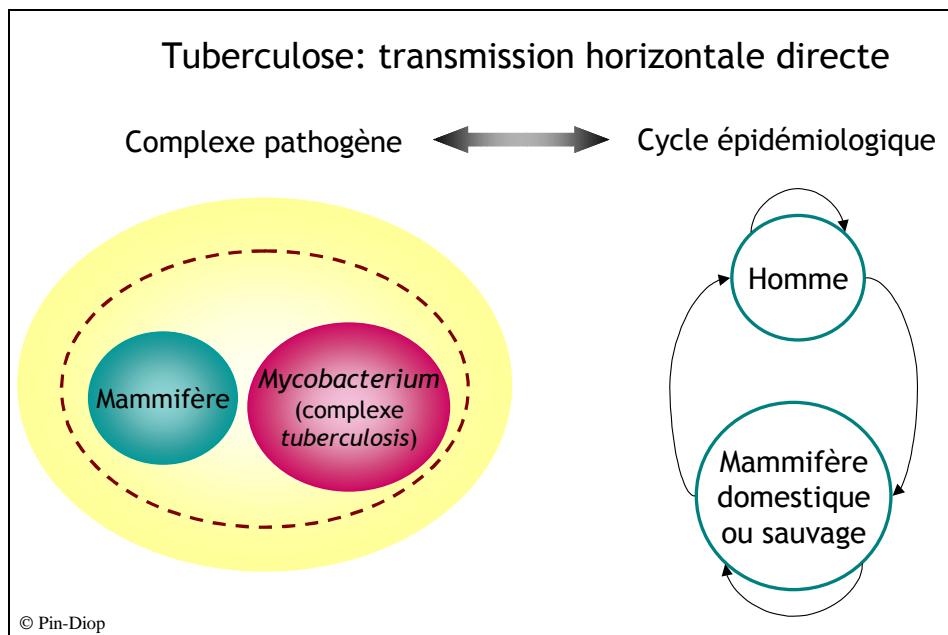 Tuberculose: transmission horizontale directe
Complexe pathogène
Cycle épidémiologique
Mammifère
Mycobacterium
(complexe
tuberculosis)
Homme
Mammifère
domestique
ou sauvage
© Pin-Diop